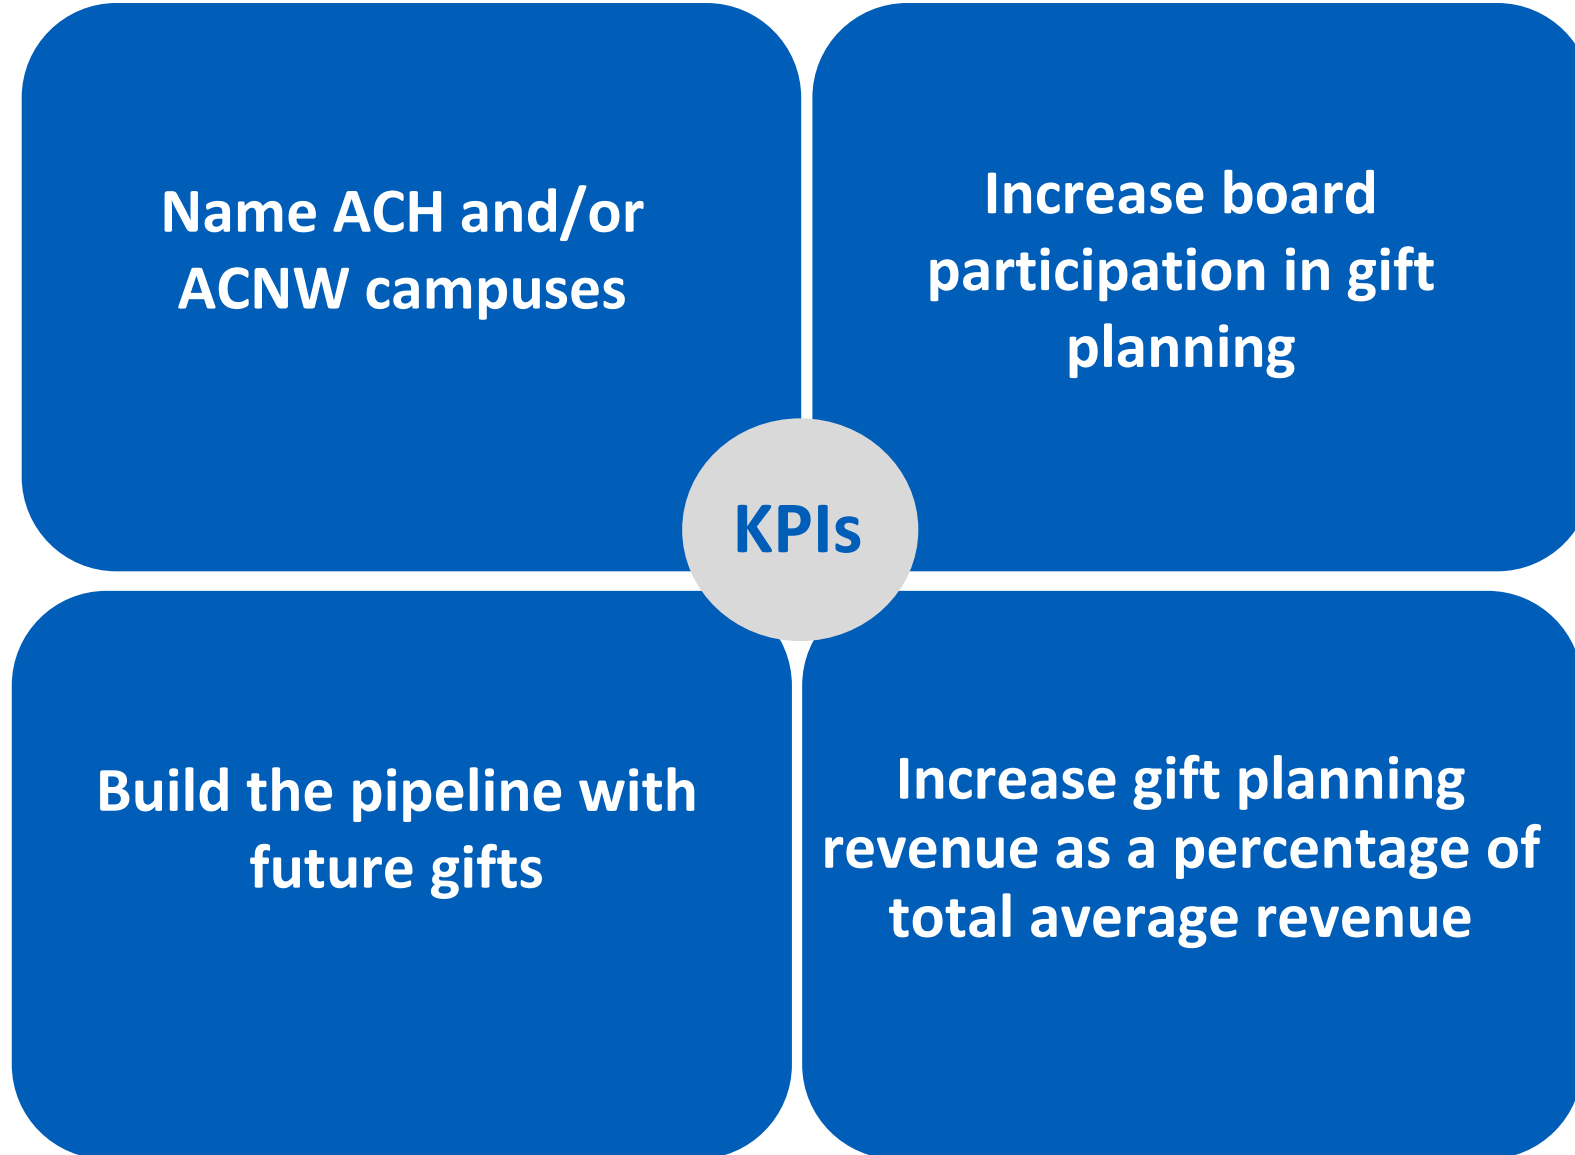 Name ACH and/or
ACNW campuses
Increase board
participation in gift
planning
KPIs
Build the pipeline with
future gifts
Increase gift planning
revenue as a percentage of
total average revenue